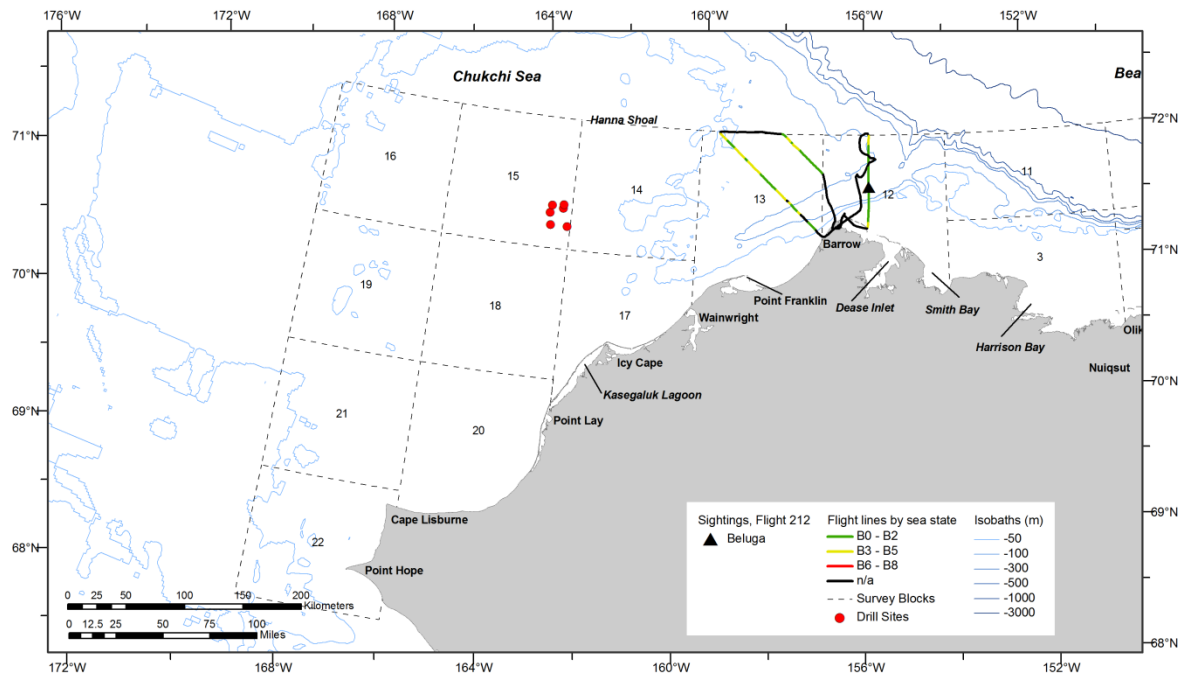 176°W 168°W 164°W 160°W 156°W 152°W
Chukchi Sea
Bea
72°N
Hanna Shoal
71°N
16
15
14
13
12
11
71°N
Barrow
3
70°N
19
18
17
Point Franklin
Wainwright
Dease Inlet
Smith Bay
Harrison Bay
Olik
70°N
Icy Cape
Nuiqsut
Kasegaluk Lagoon
69°N
21
20
Point Lay
Cape Lisburne
69°N
68°N
22
Point Hope
0 25 50 100 150 200
Kilometers
0 12.5 25 50 75 100
Miles
Sightings, Flight 212
Beluga
Flight lines by sea state
B0 - B2
B3 - B5
B6 - B8
n/a
Survey Blocks
Drill Sites
Isobaths (m)
-50
-100
-300
-500
-1000
-3000
68°N
172°W 168°W 164°W 160°W 156°W 152°W